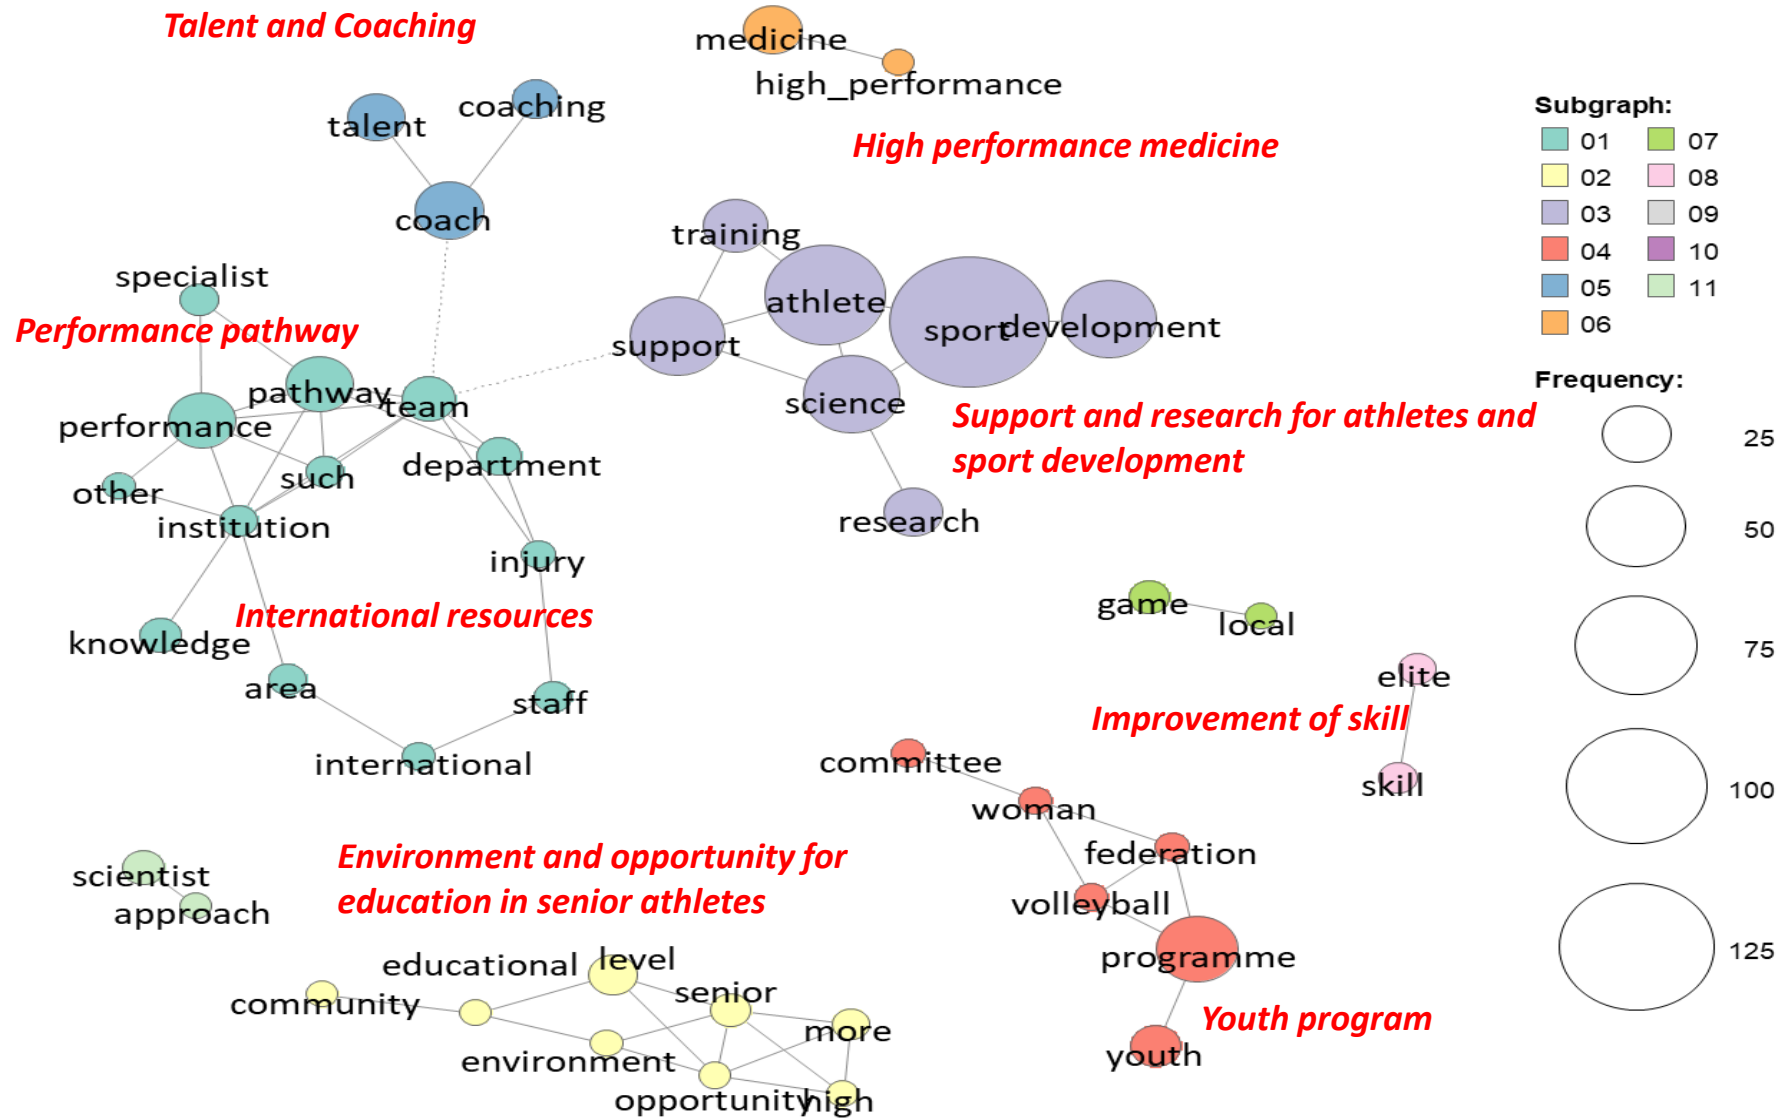 Talent and Coaching
medicine
high_performance
talent
coaching
High performance medicine
coach
training
specialist
athlete
Performance pathway
support
sport
development
pathway
team
science
performance
Support and research for athletes and
sport development
department
such
other
institution
research
injury
International resources
knowledge
area
staff
international
game
local
elite
Improvement of skill
skill
committee
woman
federation
volleyball
programme
Youth program
youth
scientist
approach
Environment and opportunity for
education in senior athletes
educational
level
community
senior
more
environment
opportunity
high
Subgraph:
01 07
02 08
03 09
04 10
05 11
06
Frequency:
25
50
75
100
125